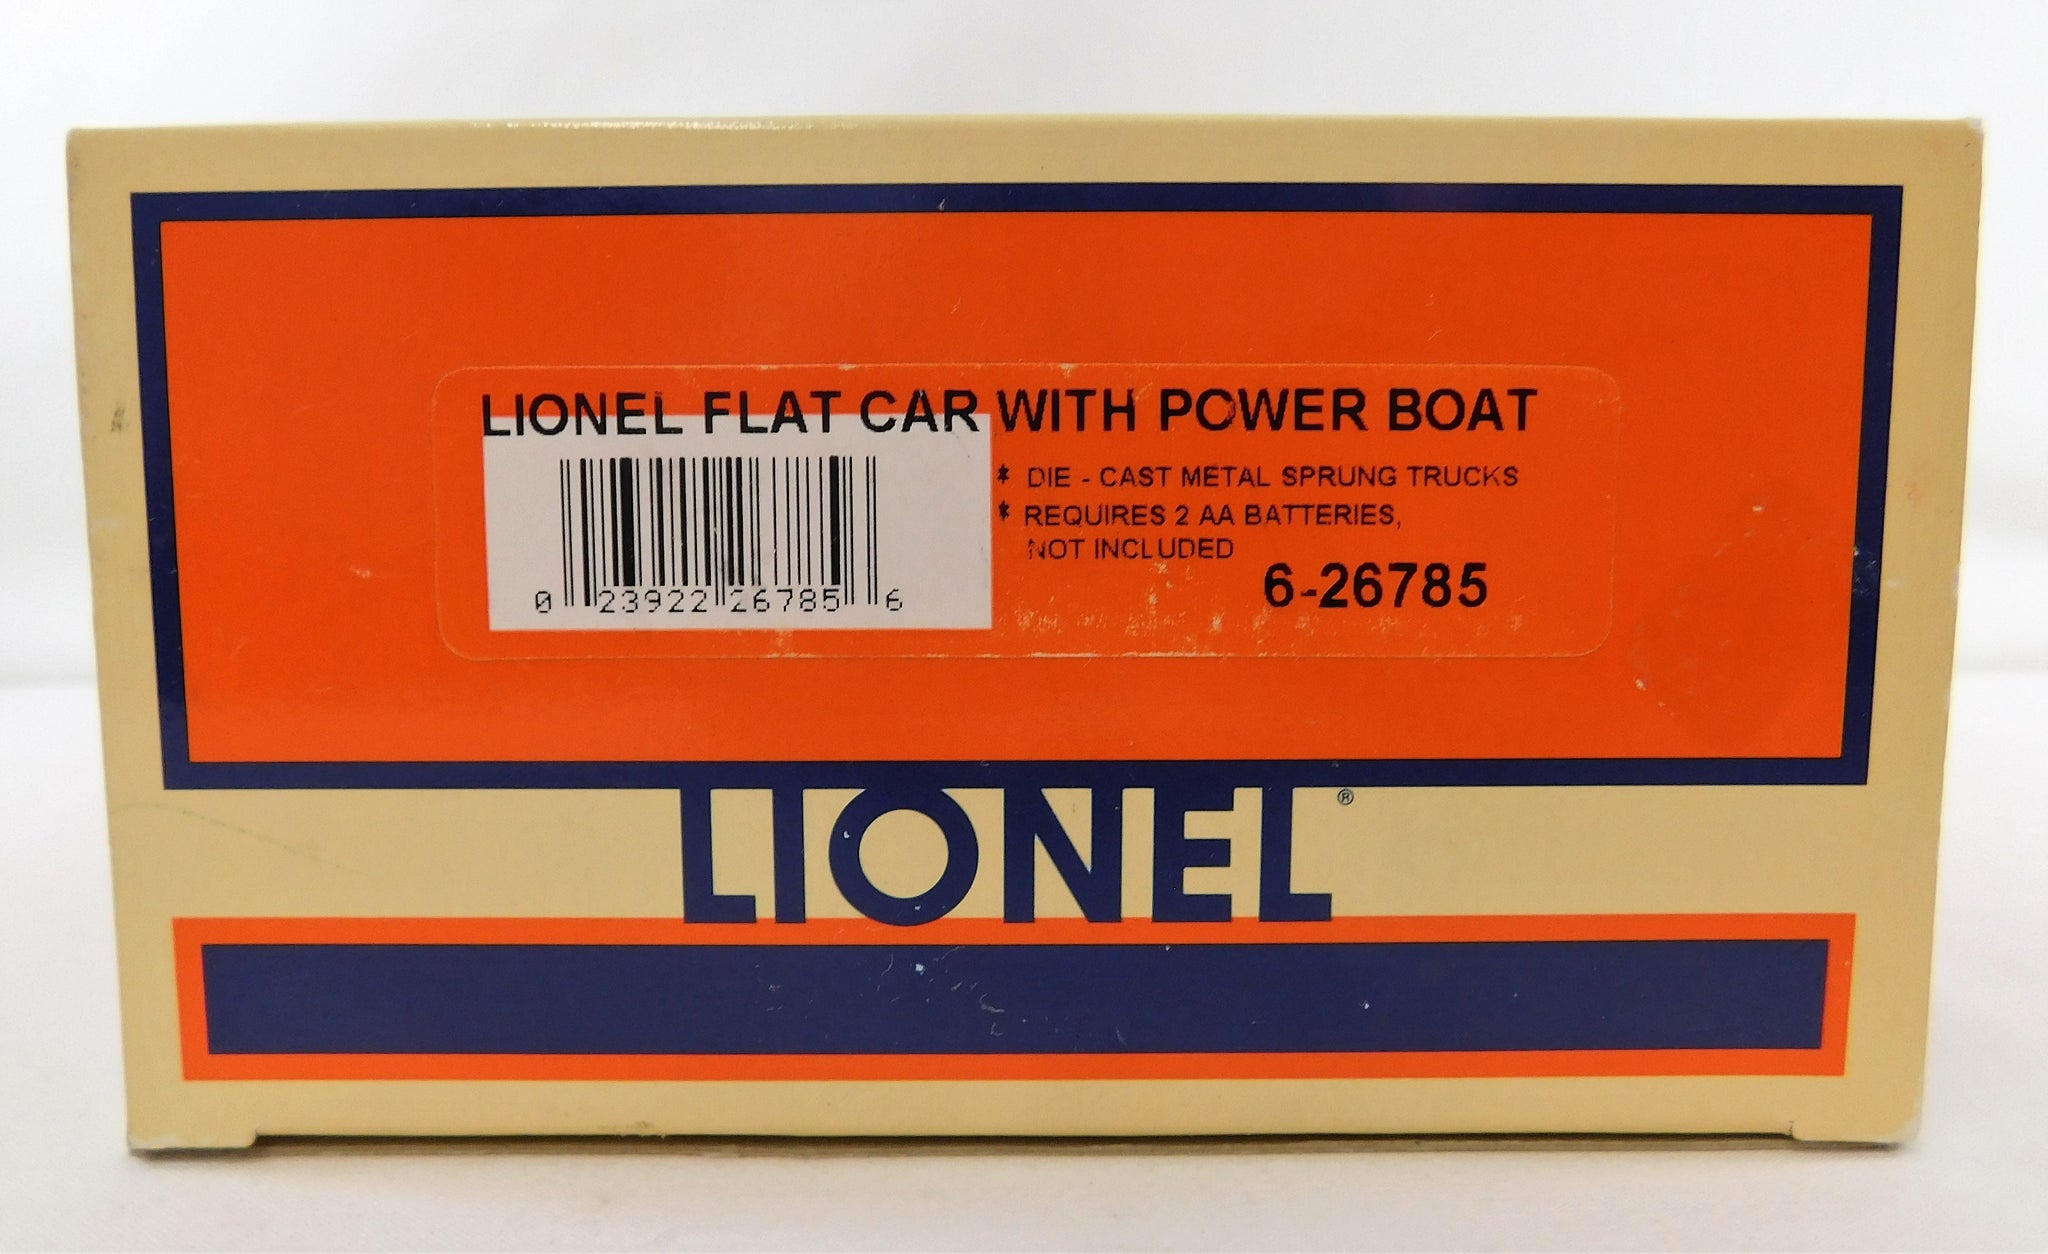 LIONEL FLAT CAR WITH POWER BOAT
* DIE - CAST METAL SPRUNG TRUCKS
* REQUIRES 2 AA BATTERIES,
NOT INCLUDED
6-26785
0 23922 26785 6
LIONEL®